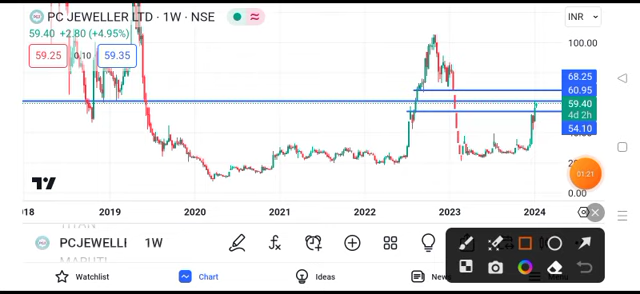 PC JEWELLER LTD · 1W · NSE
INR
59.40 +2.80 (+4.95%)
59.25 0.10 59.35
100.00
68.25
60.95
59.40
4d 2h
54.10
01:21
0.00
2019 2020 2021 2022 2023 2024
PCJEWELLI 1W
Watchlist Chart Ideas News